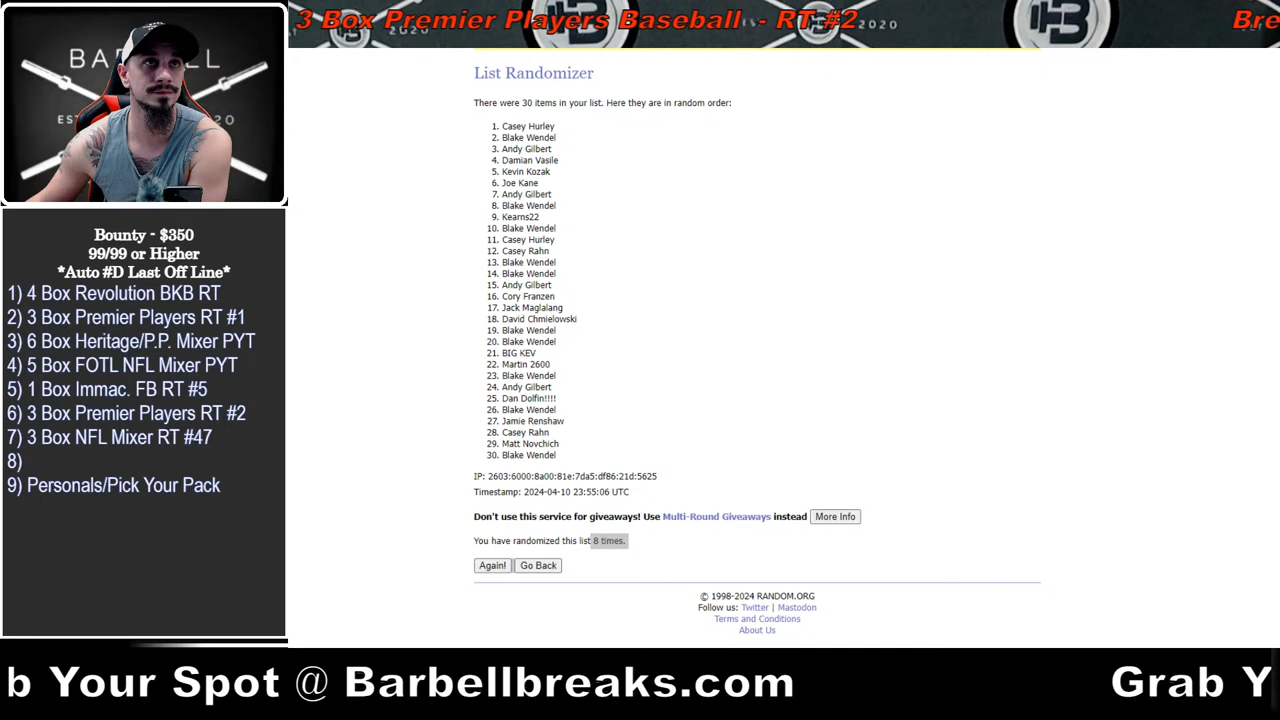 3 Box Premier Players Baseball - RT #2
Bre
BARBELL
EST
2020
Bounty - $350
99/99 or Higher
*Auto #D Last Off Line*
1) 4 Box Revolution BKB RT
2) 3 Box Premier Players RT #1
3) 6 Box Heritage/P.P. Mixer PYT
4) 5 Box FOTL NFL Mixer PYT
5) 1 Box Immac. FB RT #5
6) 3 Box Premier Players RT #2
7) 3 Box NFL Mixer RT #47
8)
9) Personals/Pick Your Pack
List Randomizer
There were 30 items in your list. Here they are in random order:
1. Casey Hurley
2. Blake Wendel
3. Andy Gilbert
4. Damian Vasile
5. Kevin Kozak
6. Joe Kane
7. Andy Gilbert
8. Blake Wendel
9. Kearns22
10. Blake Wendel
11. Casey Hurley
12. Casey Rahn
13. Blake Wendel
14. Blake Wendel
15. Andy Gilbert
16. Cory Franzen
17. Jack Maglalang
18. David Chmielowski
19. Blake Wendel
20. Blake Wendel
21. BIG KEV
22. Martin 2600
23. Blake Wendel
24. Andy Gilbert
25. Dan Dolfin!!!!
26. Blake Wendel
27. Jamie Renshaw
28. Casey Rahn
29. Matt Novchich
30. Blake Wendel
IP: 2603:6000:8a00:81e:7da5:df86:21d:5625
Timestamp: 2024-04-10 23:55:06 UTC
Don't use this service for giveaways! Use Multi-Round Giveaways instead More Info
You have randomized this list 8 times.
Again! Go Back
© 1998-2024 RANDOM.ORG
Follow us: Twitter | Mastodon
Terms and Conditions
About Us
b Your Spot @ Barbellbreaks.com
Grab Y